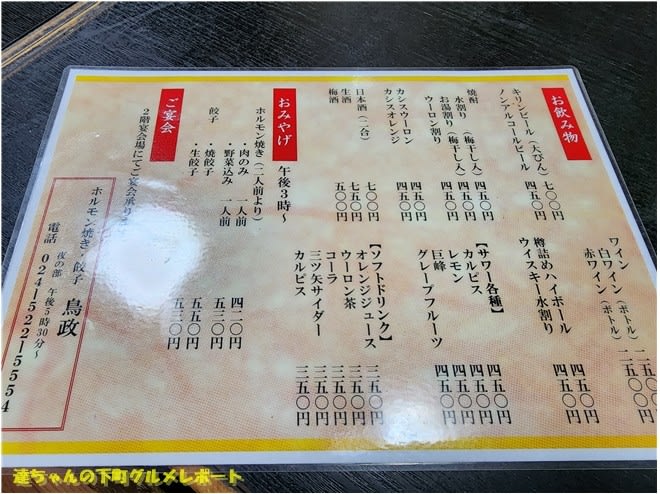 お飲み物
キリンビール（大びん） 七〇〇円
ノンアルコールビール 四五〇円
焼酎
水割り（梅干し入） 四五〇円
お湯割り（梅干し入） 四五〇円
ウーロン割り 四五〇円
カシスウーロン 四五〇円
カシスオレンジ 四五〇円
日本酒（二合） 七〇〇円
生酒 七五〇円
梅酒 五〇〇円
ワイン
白ワイン（ボトル） 二五〇〇円
赤ワイン（ボトル） 二五〇〇円
樽詰めハイボール 四五〇円
ウイスキー水割り 四五〇円
【サワー各種】
カルピス 四五〇円
レモン 四五〇円
巨峰 四五〇円
グレープフルーツ 四五〇円
【ソフトドリンク】
オレンジジュース 三五〇円
ウーロン茶 三五〇円
コーラ 三五〇円
三ツ矢サイダー 三五〇円
カルピス 三五〇円
おみやげ 午後3時〜
ホルモン焼き（二人前より）
・肉のみ 一人前 四二〇円
・野菜込み 一人前 五三〇円
餃子
・焼餃子 五五〇円
・生餃子 五三〇円
ご宴会
2階宴会場にてご宴会承ります
ホルモン焼き・餃子 鳥政
夜の部 午後5時30分〜
電話 024-522-5554
達ちゃんの下町グルメレポート